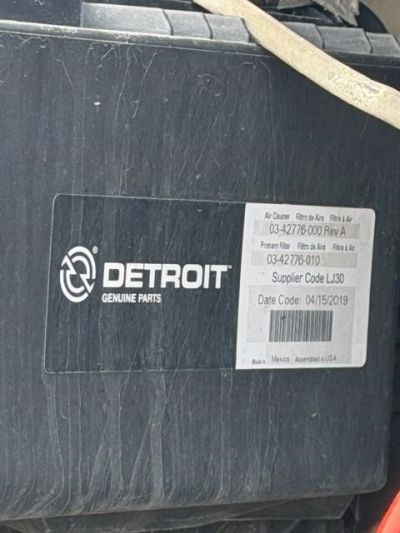 DETROIT™
GENUINE PARTS
Air Cleaner Filtro de Aire Filtre à Air
03-42776-000 Rev A
Primary Filter Filtro de Aire Filtre à Air
03-42776-010
Supplier Code LJ30
Date Code: 04/15/2019
Made in Mexico Assembled in USA